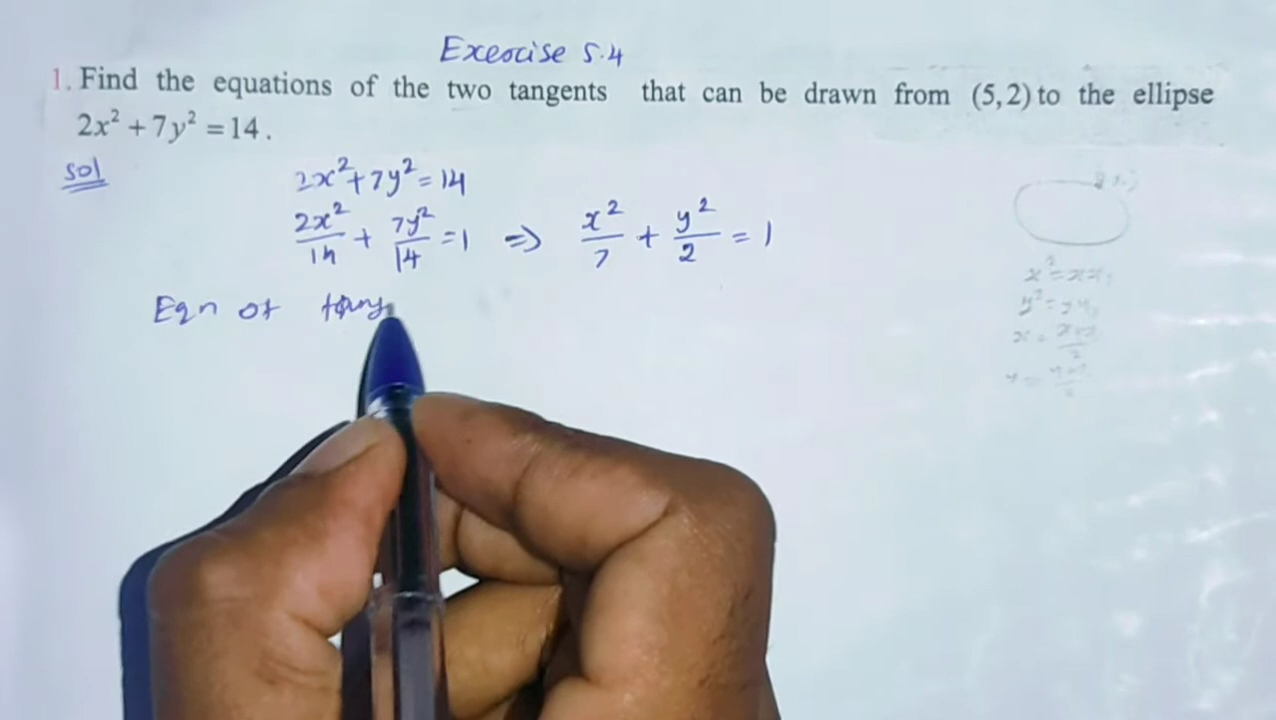 Exercise 5.4
1. Find the equations of the two tangents that can be drawn from (5,2) to the ellipse
2x² + 7y² = 14.
Sol
2x²+7y²=14
2x²/14 + 7y²/14 =1 ⇒ x²/7 + y²/2 = 1
Eqn of tang